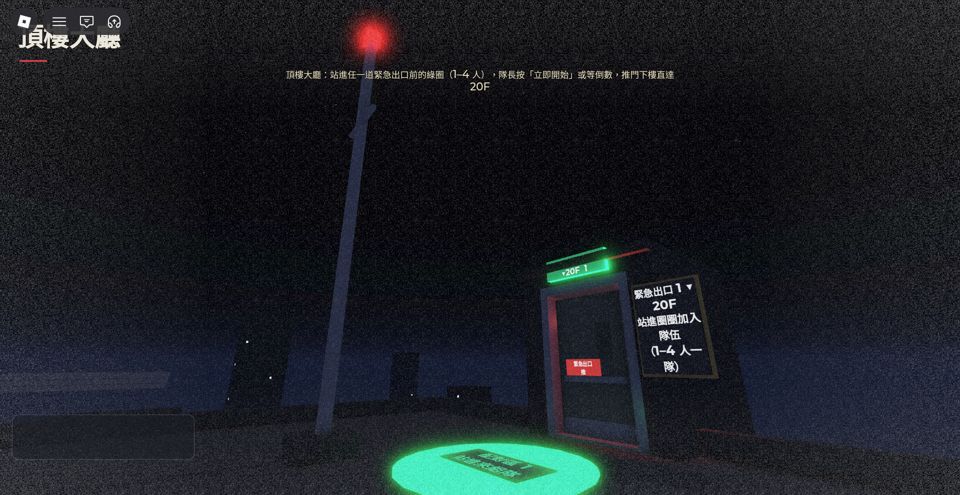 頂樓大廳
頂樓大廳：站進任一道緊急出口前的綠圈（1–4 人），隊長按「立即開始」或等倒數，推門下樓直達
20F
▼20F 1
緊急出口 1 ▼
20F
站進圈圈加入
隊伍
（1–4 人一
隊）
緊急出口